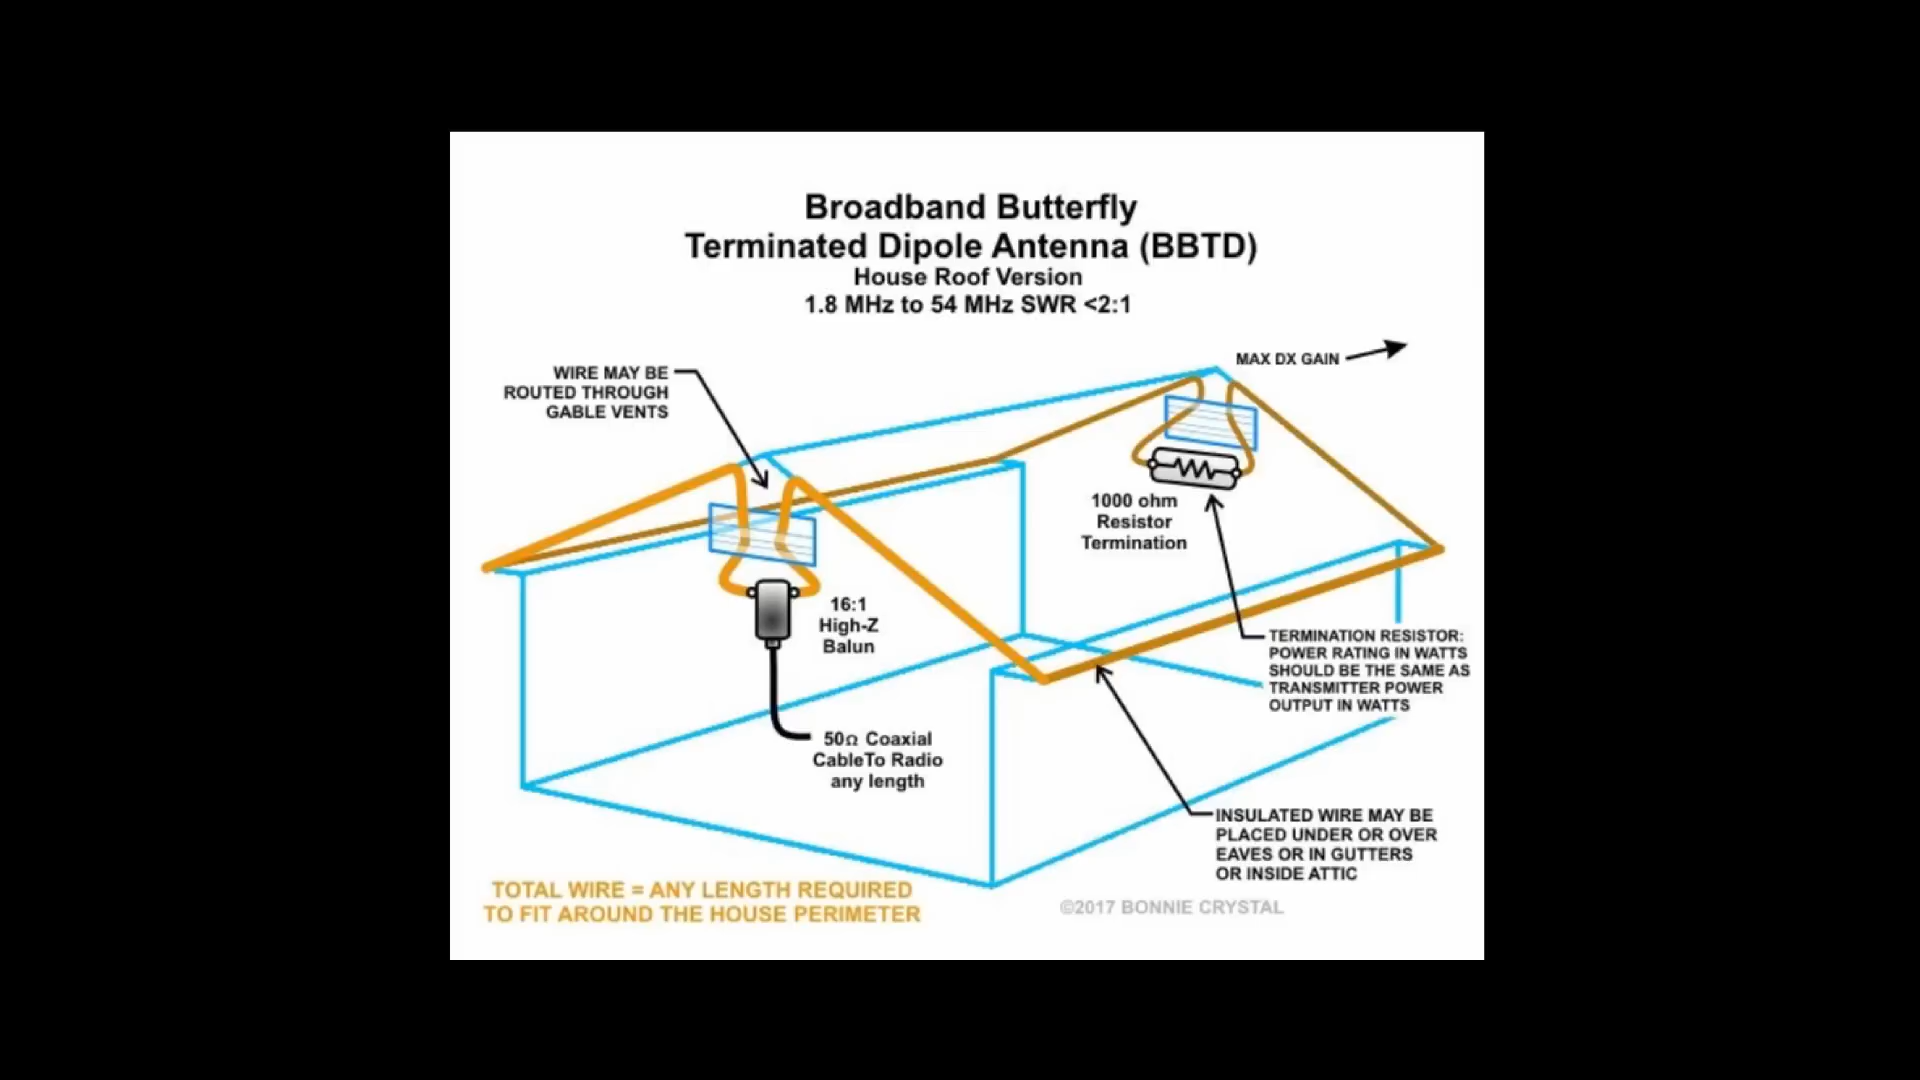 Broadband Butterfly
Terminated Dipole Antenna (BBTD)
House Roof Version
1.8 MHz to 54 MHz SWR <2:1
MAX DX GAIN
WIRE MAY BE
ROUTED THROUGH
GABLE VENTS
1000 ohm
Resistor
Termination
16:1
High-Z
Balun
TERMINATION RESISTOR:
POWER RATING IN WATTS
SHOULD BE THE SAME AS
TRANSMITTER POWER
OUTPUT IN WATTS
50Ω Coaxial
CableTo Radio
any length
INSULATED WIRE MAY BE
PLACED UNDER OR OVER
EAVES OR IN GUTTERS
OR INSIDE ATTIC
TOTAL WIRE = ANY LENGTH REQUIRED
TO FIT AROUND THE HOUSE PERIMETER
©2017 BONNIE CRYSTAL